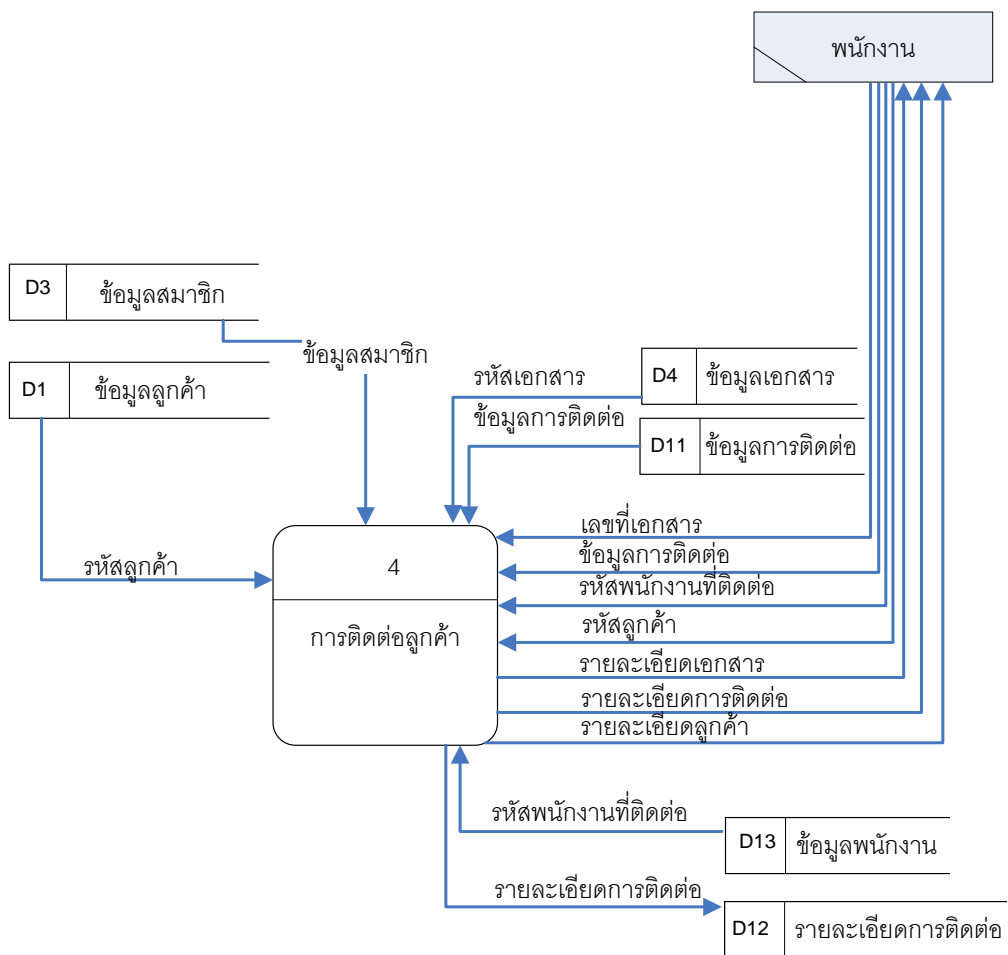 พนักงาน
D3 ข้อมูลสมาชิก
ข้อมูลสมาชิก
D1 ข้อมูลลูกค้า
รหัสเอกสาร
D4 ข้อมูลเอกสาร
ข้อมูลการติดต่อ
D11 ข้อมูลการติดต่อ
เลขที่เอกสาร
ข้อมูลการติดต่อ
รหัสลูกค้า
4
รหัสพนักงานที่ติดต่อ
รหัสลูกค้า
การติดต่อลูกค้า
รายละเอียดเอกสาร
รายละเอียดการติดต่อ
รายละเอียดลูกค้า
รหัสพนักงานที่ติดต่อ
D13 ข้อมูลพนักงาน
รายละเอียดการติดต่อ
D12 รายละเอียดการติดต่อ